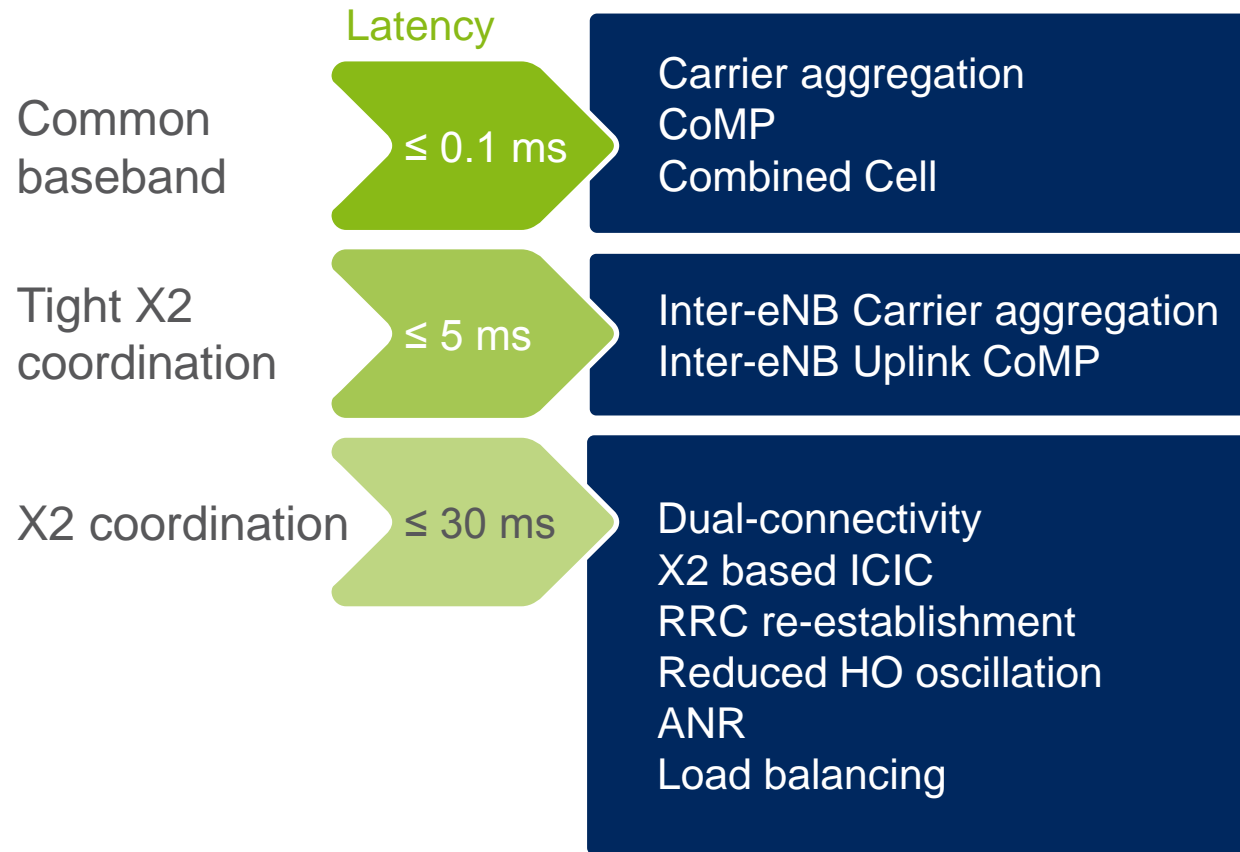 Latency
Common
baseband
≤ 0.1 ms
Carrier aggregation
CoMP
Combined Cell
Tight X2
coordination
≤ 5 ms
Inter-eNB Carrier aggregation
Inter-eNB Uplink CoMP
X2 coordination
≤ 30 ms
Dual-connectivity
X2 based ICIC
RRC re-establishment
Reduced HO oscillation
ANR
Load balancing